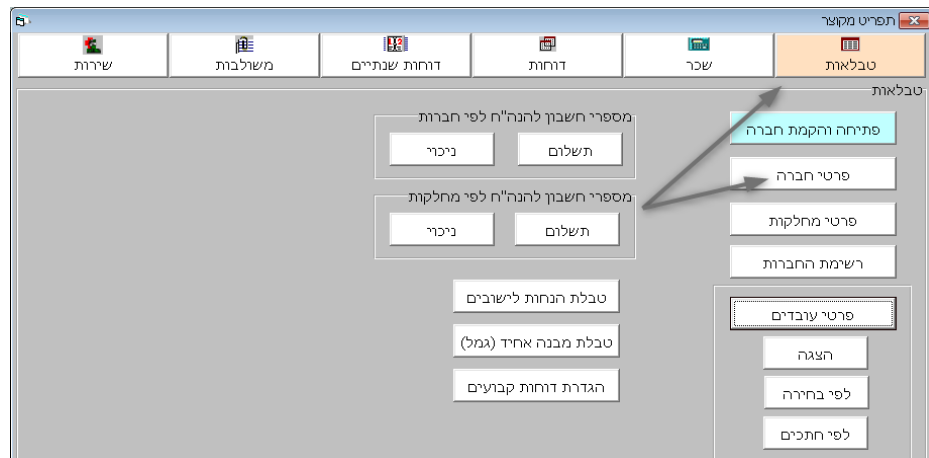 תפריט מקוצר
טבלאות
שכר
דוחות
דוחות שנתיים
משולבות
שירות
טבלאות
פתיחה והקמת חברה
פרטי חברה
פרטי מחלקות
רשימת החברות
פרטי עובדים
הצגה
לפי בחירה
לפי חתכים
מספרי חשבון להנה"ח לפי חברות
תשלום
ניכוי
מספרי חשבון להנה"ח לפי מחלקות
תשלום
ניכוי
טבלת הנחות לישובים
טבלת מבנה אחיד (גמל)
הגדרת דוחות קבועים